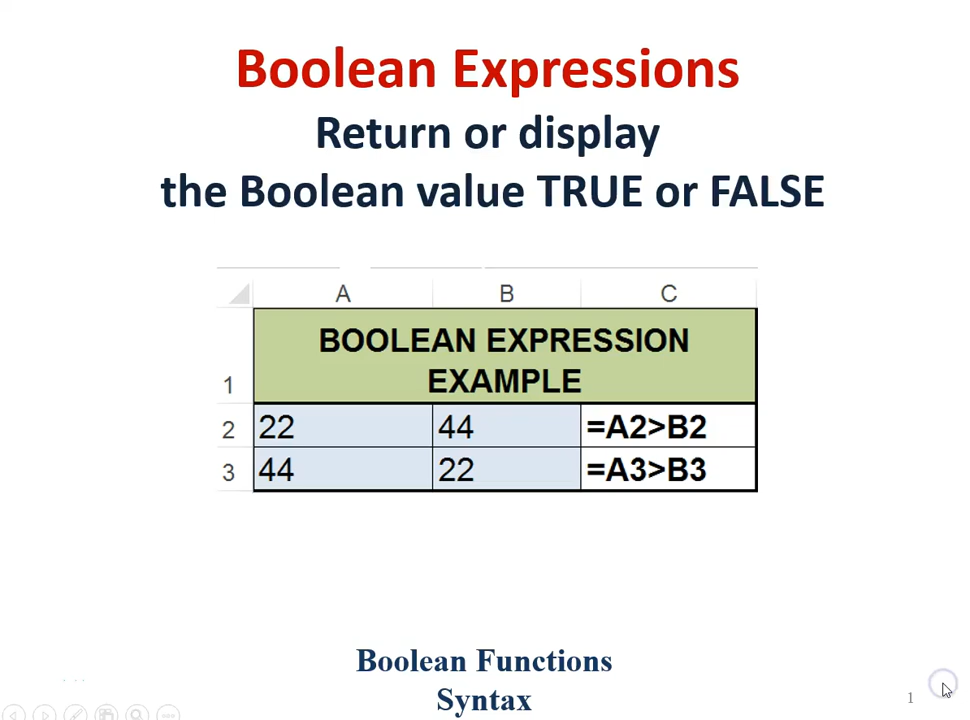 Boolean Expressions
Return or display
the Boolean value TRUE or FALSE
A B C
BOOLEAN EXPRESSION
1 EXAMPLE
2 22 44 =A2>B2
3 44 22 =A3>B3
Boolean Functions
Syntax
1